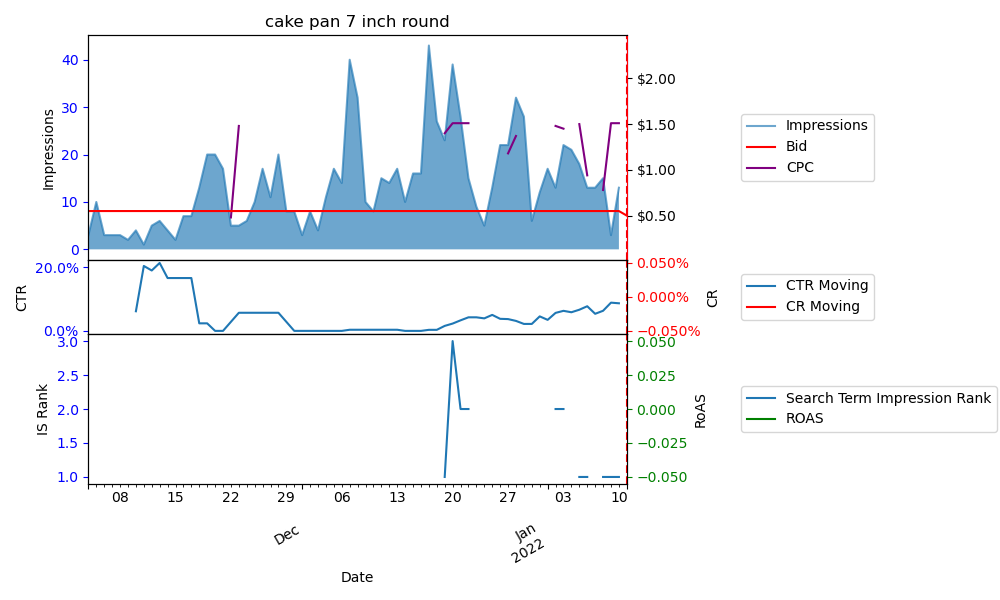 cake pan 7 inch round
Impressions
40
30
20
10
0
$2.00
$1.50
$1.00
$0.50
Impressions
Bid
CPC
CTR
20.0%
0.0%
0.050%
0.000%
−0.050%
CR
CTR Moving
CR Moving
IS Rank
3.0
2.5
2.0
1.5
1.0
0.050
0.025
0.000
−0.025
−0.050
RoAS
Search Term Impression Rank
ROAS
08 15 22 29 06 13 20 27 03 10
Dec
Jan
2022
Date